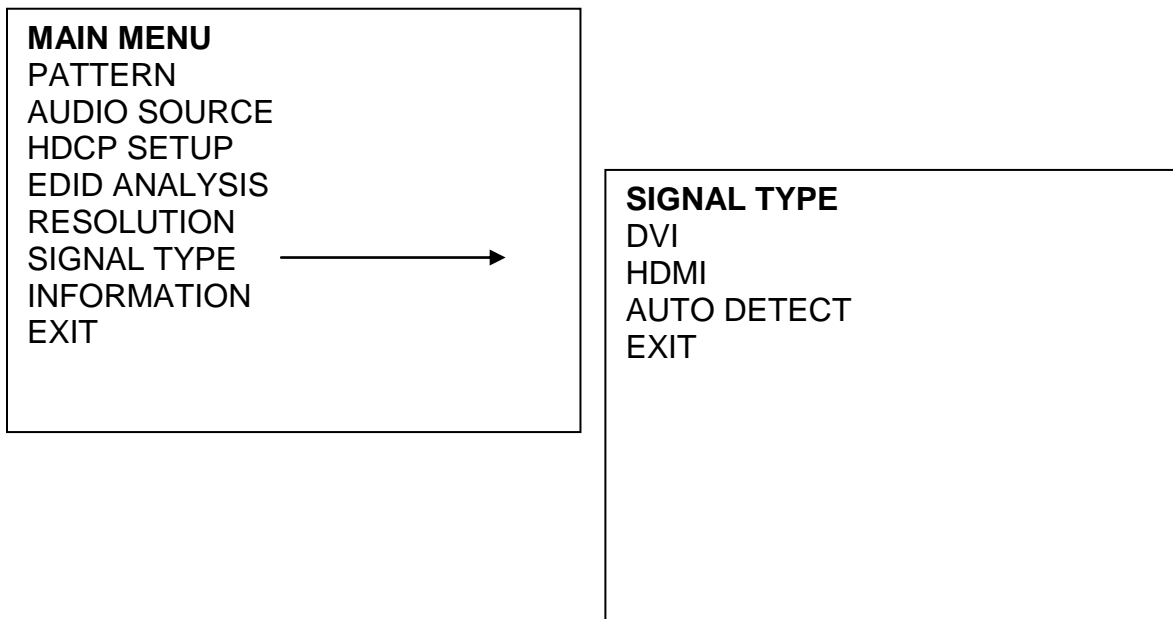 MAIN MENU
PATTERN
AUDIO SOURCE
HDCP SETUP
EDID ANALYSIS
RESOLUTION
SIGNAL TYPE
INFORMATION
EXIT
SIGNAL TYPE
DVI
HDMI
AUTO DETECT
EXIT